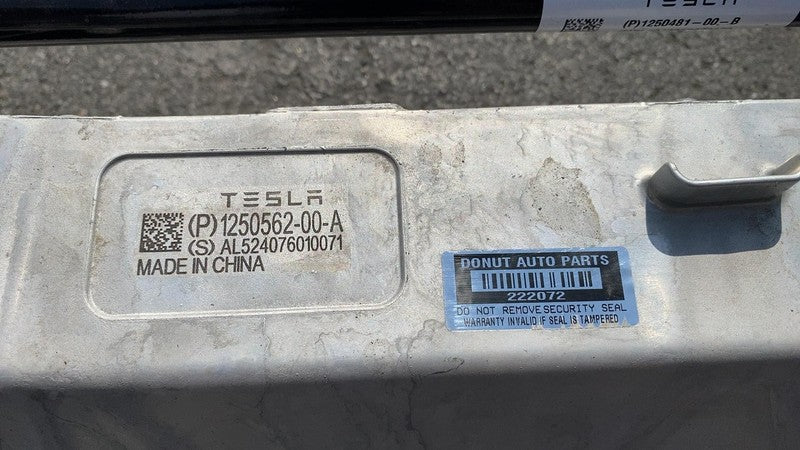 TESLA
(P)1250481-00-B
TESLA
(P)1250562-00-A
(S) AL524076010071
MADE IN CHINA
DONUT AUTO PARTS
222072
DO NOT REMOVE SECURITY SEAL
WARRANTY INVALID IF SEAL IS TAMPERED